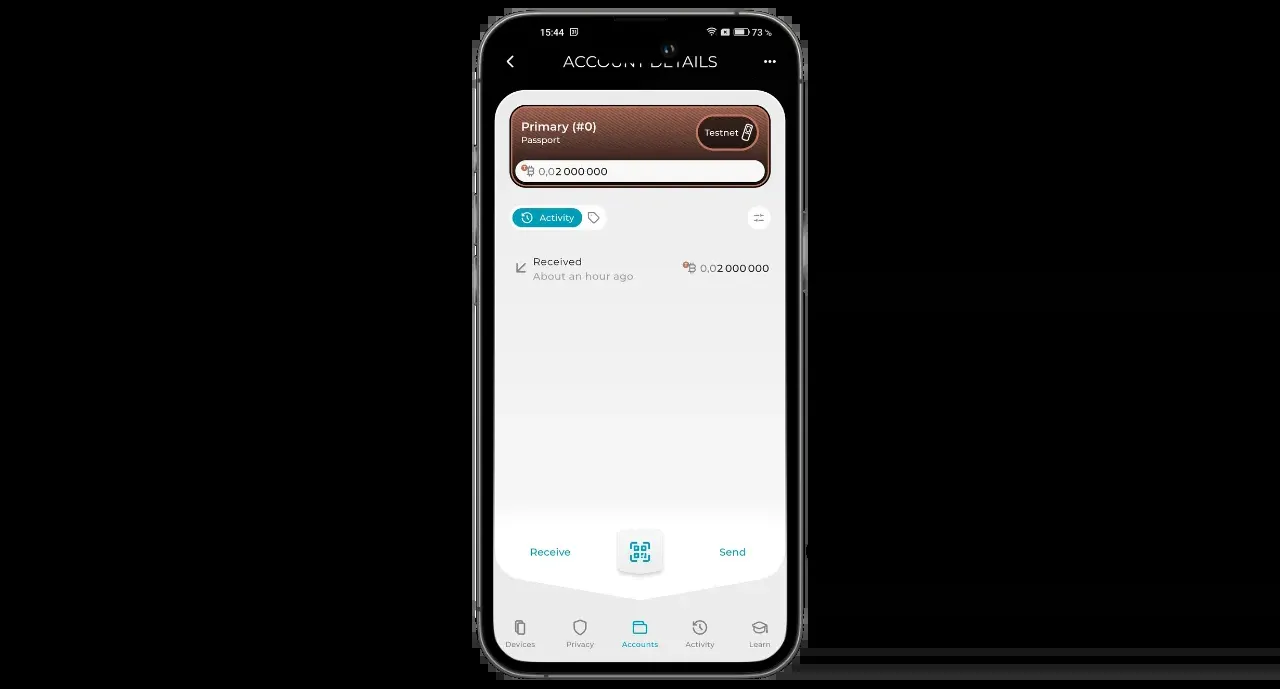 15:44 31
73 %
ACCOUNT DETAILS
Primary (#0)
Passport
Testnet
₿ 0,02 000 000
Activity
Received
About an hour ago
₿ 0,02 000 000
Receive
Send
Devices
Privacy
Accounts
Activity
Learn